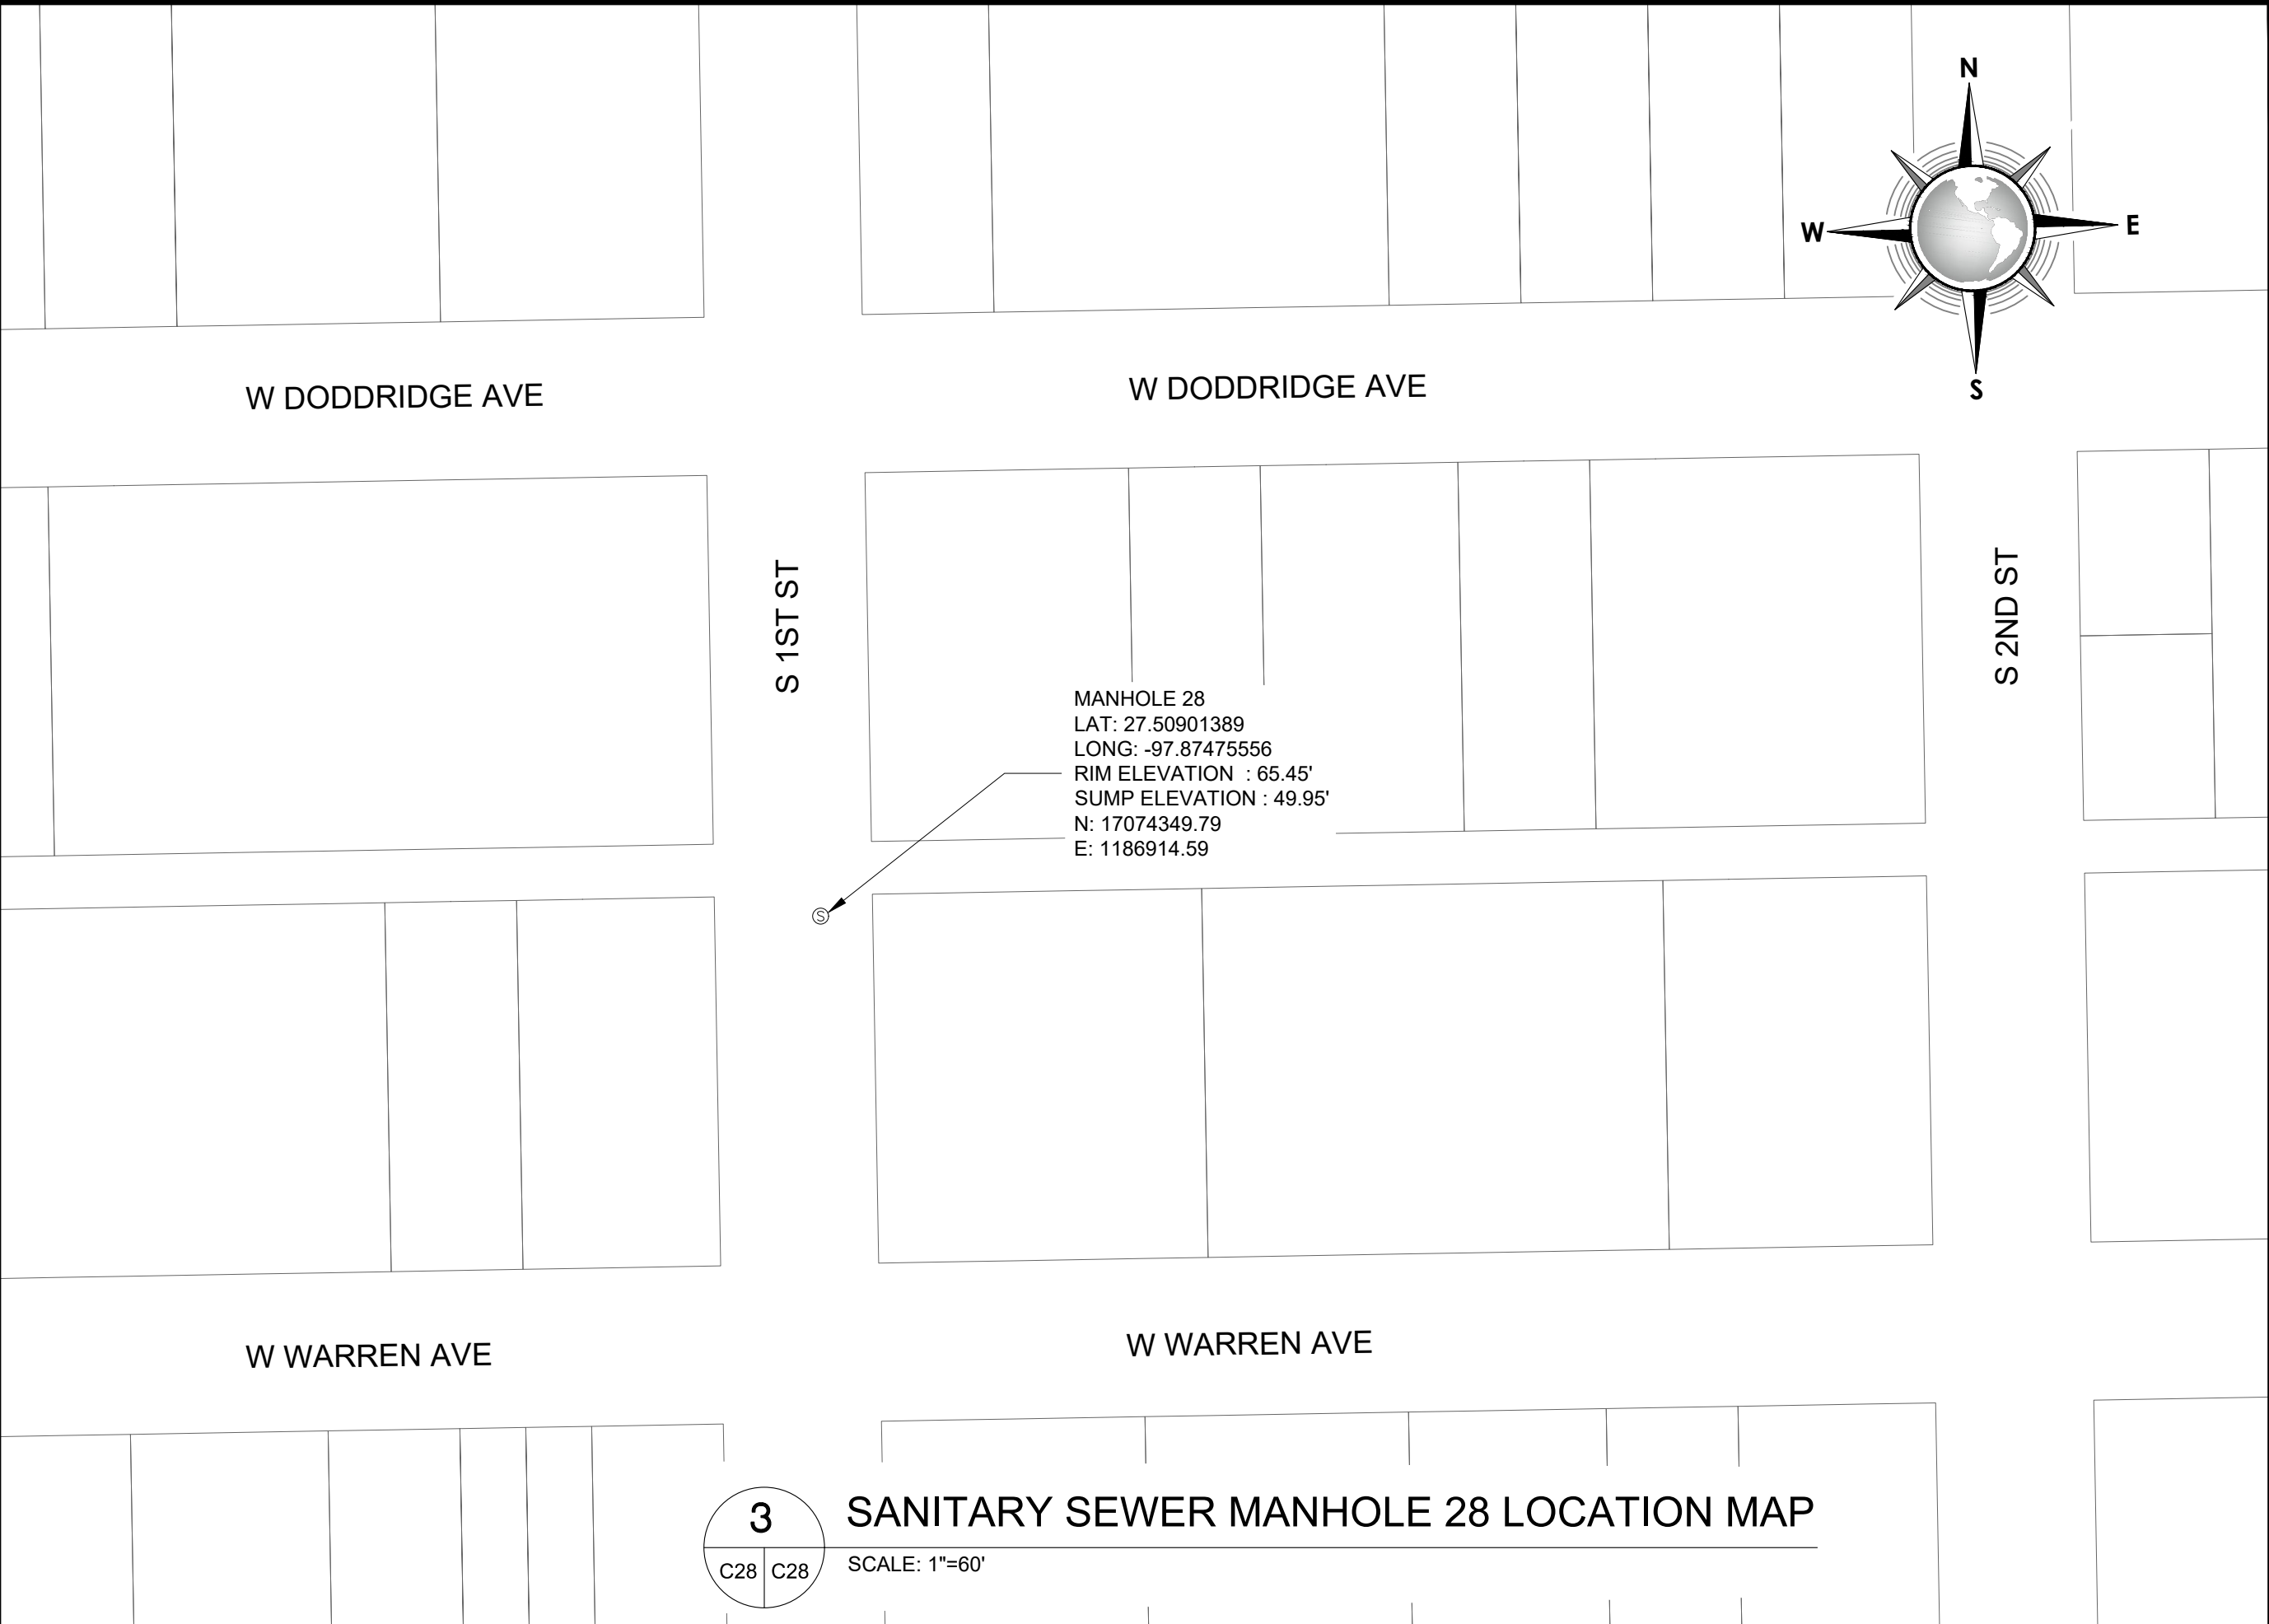 N
W
E
S
W DODDRIDGE AVE
W DODDRIDGE AVE
S 1ST ST
S 2ND ST
MANHOLE 28
LAT: 27.50901389
LONG: -97.87475556
RIM ELEVATION : 65.45'
SUMP ELEVATION : 49.95'
N: 17074349.79
E: 1186914.59
S
W WARREN AVE
W WARREN AVE
3
C28
C28
SANITARY SEWER MANHOLE 28 LOCATION MAP
SCALE: 1"=60'